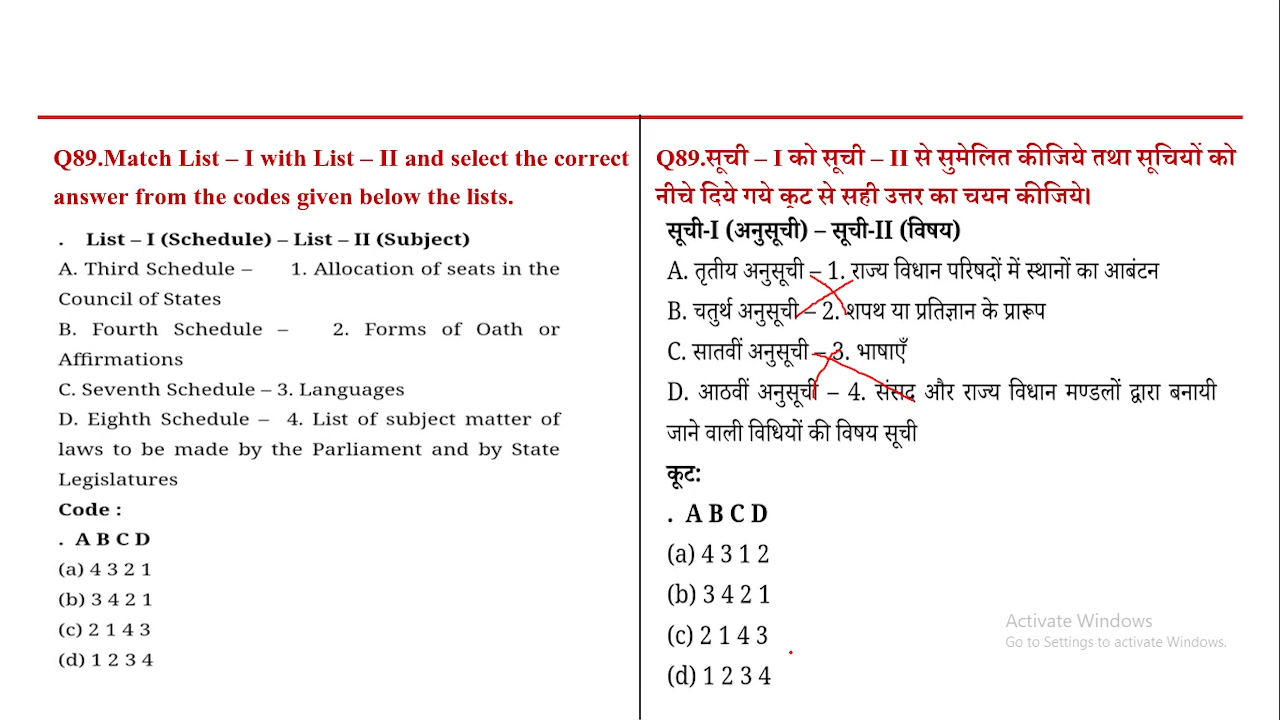 Q89.Match List – I with List – II and select the correct
answer from the codes given below the lists.
. List – I (Schedule) – List – II (Subject)
A. Third Schedule – 1. Allocation of seats in the
Council of States
B. Fourth Schedule – 2. Forms of Oath or
Affirmations
C. Seventh Schedule – 3. Languages
D. Eighth Schedule – 4. List of subject matter of
laws to be made by the Parliament and by State
Legislatures
Code :
. A B C D
(a) 4 3 2 1
(b) 3 4 2 1
(c) 2 1 4 3
(d) 1 2 3 4
Q89.सूची – I को सूची – II से सुमेलित कीजिये तथा सूचियों को
नीचे दिये गये कूट से सही उत्तर का चयन कीजिये।
सूची-I (अनुसूची) – सूची-II (विषय)
A. तृतीय अनुसूची – 1. राज्य विधान परिषदों में स्थानों का आबंटन
B. चतुर्थ अनुसूची – 2. शपथ या प्रतिज्ञान के प्रारूप
C. सातवीं अनुसूची – 3. भाषाएँ
D. आठवीं अनुसूची – 4. संसद और राज्य विधान मण्डलों द्वारा बनायी
जाने वाली विधियों की विषय सूची
कूट:
. A B C D
(a) 4 3 1 2
(b) 3 4 2 1
(c) 2 1 4 3
(d) 1 2 3 4
Activate Windows
Go to Settings to activate Windows.